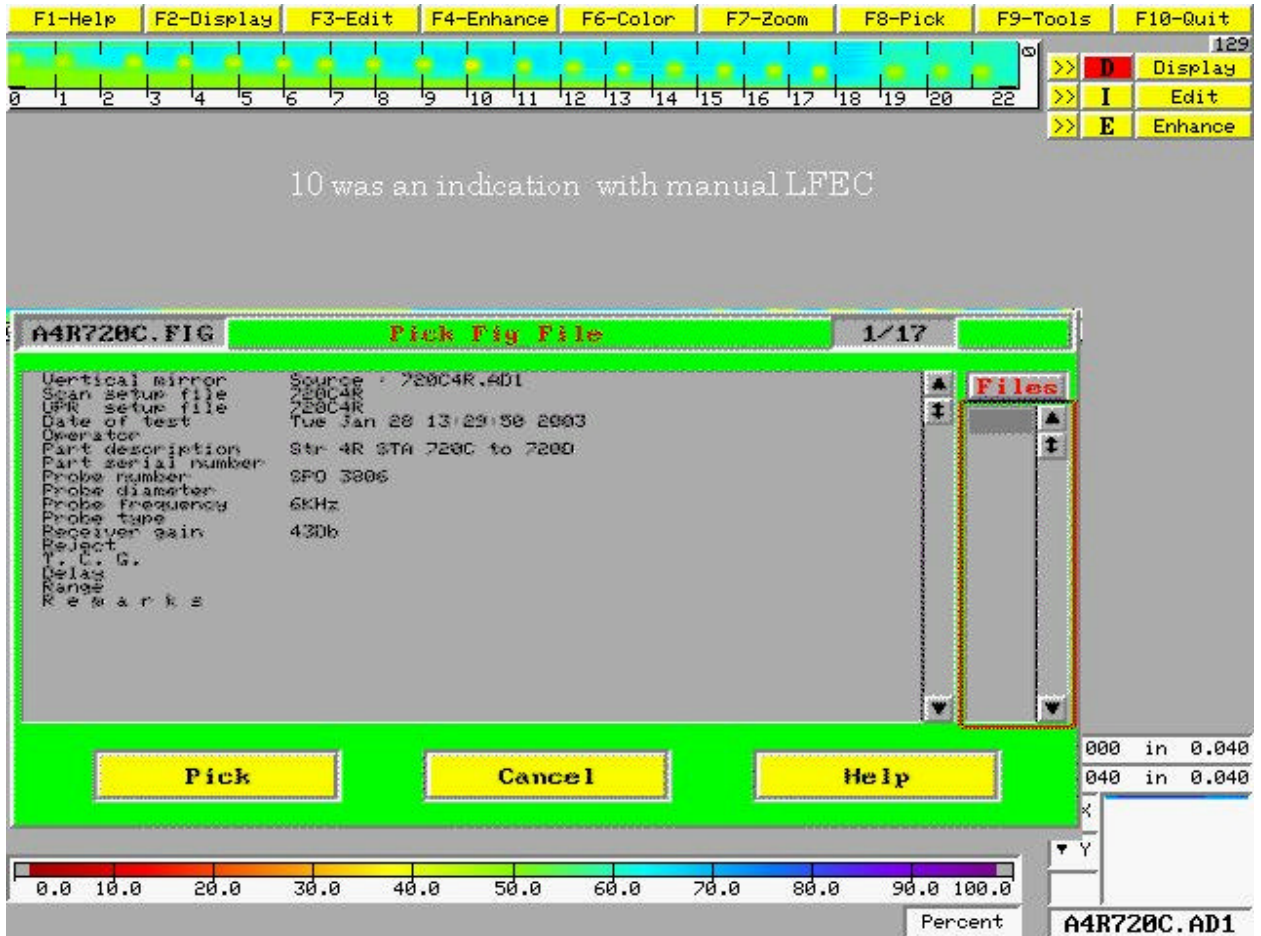 F1-Help F2-Display F3-Edit F4-Enhance F6-Color F7-Zoom F8-Pick F9-Tools F10-Quit
129
>> D Display
0 1 2 3 4 5 6 7 8 9 10 11 12 13 14 15 16 17 18 19 20 22
>> I Edit
>> E Enhance
10 was an indication with manual LFEC
A4R720C.FIG Pick Fig File 1/17
Vertical mirror Source : 720C4R.AD1
Files
Scan setup file 720C4R
UPR setup file 720C4R
Date of test Tue Jan 28 13:29:50 2003
Operator
Part description Str 4R STA 720C to 720D
Part serial number
Probe number SPO 3806
Probe diameter
Probe frequency 6KHz
Probe type
Receiver gain 43Db
Reject
T. C. G.
Delay
Range
R e m a r k s
000 in 0.040
Pick Cancel Help
040 in 0.040
X
Y
0.0 10.0 20.0 30.0 40.0 50.0 60.0 70.0 80.0 90.0 100.0
Percent
A4R720C.AD1